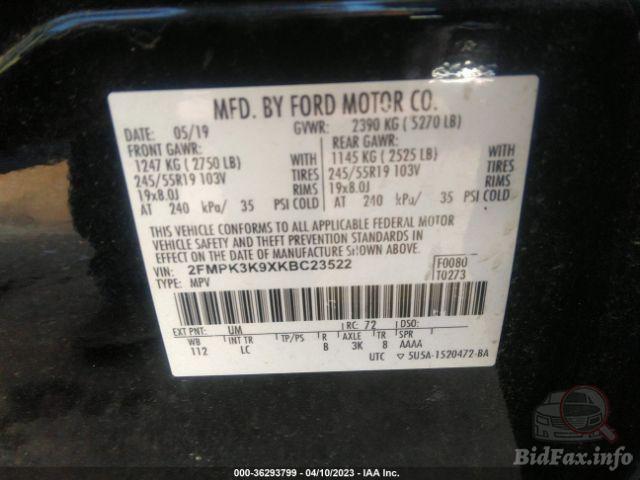 MFD. BY FORD MOTOR CO.
DATE: 05/19 GVWR: 2390 KG (5270 LB)
FRONT GAWR: REAR GAWR:
1247 KG (2750 LB) WITH 1145 KG (2525 LB) WITH
245/55R19 103V TIRES 245/55R19 103V TIRES
19x8.0J RIMS 19x8.0J RIMS
AT 240 kPa/ 35 PSI COLD AT 240 kPa/ 35 PSI COLD
THIS VEHICLE CONFORMS TO ALL APPLICABLE FEDERAL MOTOR
VEHICLE SAFETY AND THEFT PREVENTION STANDARDS IN
EFFECT ON THE DATE OF MANUFACTURE SHOWN ABOVE.
VIN: 2FMPK3K9XKBC23522 F0080
TYPE: MPV T0273
EXT PNT: UM RC: 72 DSO:
WB INT TR TP/PS R AXLE TR SPR
112 LC B 3K 8 AAAA
UTC ▽ 5U5A-1520472-BA
BidFax.info
000-36293799 - 04/10/2023 - IAA Inc.